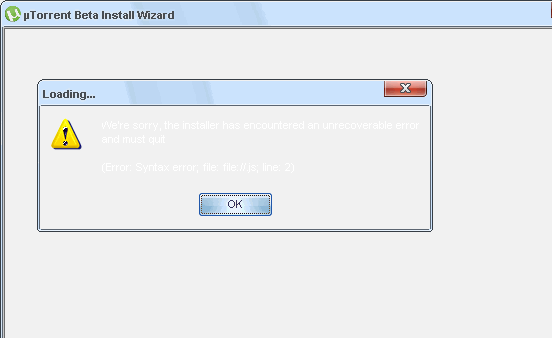 µTorrent Beta Install Wizard
Loading...
We're sorry, the installer has encountered an unrecoverable error
and must quit.
(Error: Syntax error; file: file://.js; line: 2)
OK